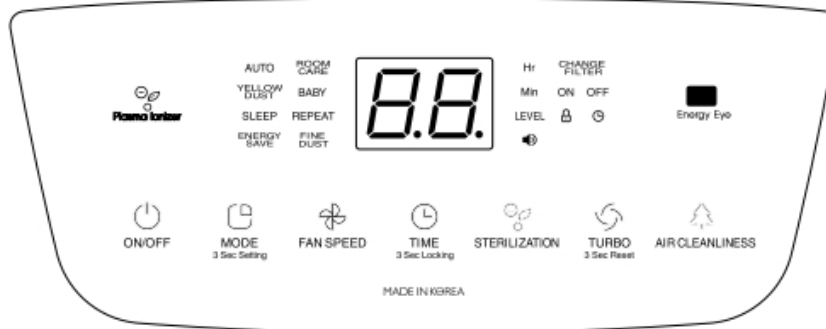 AUTO
ROOM
CARE
Hr
CHANGE
FILTER
YELLOW
DUST
BABY
Min
ON
OFF
Plasma Ionizer
SLEEP
REPEAT
88.
LEVEL
Energy Eye
ENERGY
SAVE
FINE
DUST
ON/OFF
MODE
3 Sec Setting
FAN SPEED
TIME
3 Sec Locking
STERILIZATION
TURBO
3 Sec Reset
AIR CLEANLINESS
MADE IN KOREA